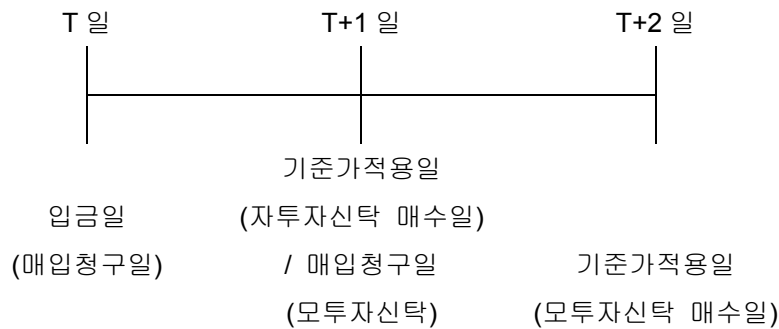 T 일 T+1 일 T+2 일
기준가적용일
입금일 (자투자신탁 매수일)
(매입청구일) / 매입청구일 기준가적용일
(모투자신탁) (모투자신탁 매수일)